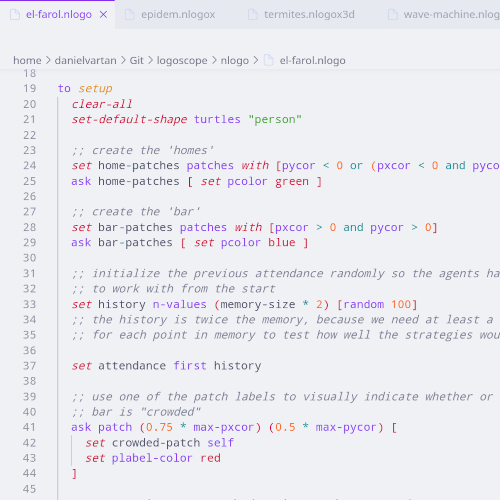 el-farol.nlogo × epidem.nlogox termites.nlogox3d wave-machine.nlog
home > danielvartan > Git > logoscope > nlogo > el-farol.nlogo
18
19 to setup
20 clear-all
21 set-default-shape turtles "person"
22
23 ;; create the 'homes'
24 set home-patches patches with [pycor < 0 or (pxcor < 0 and pyco
25 ask home-patches [ set pcolor green ]
26
27 ;; create the 'bar'
28 set bar-patches patches with [pxcor > 0 and pycor > 0]
29 ask bar-patches [ set pcolor blue ]
30
31 ;; initialize the previous attendance randomly so the agents ha
32 ;; to work with from the start
33 set history n-values (memory-size * 2) [random 100]
34 ;; the history is twice the memory, because we need at least a
35 ;; for each point in memory to test how well the strategies wou
36
37 set attendance first history
38
39 ;; use one of the patch labels to visually indicate whether or
40 ;; bar is "crowded"
41 ask patch (0.75 * max-pxcor) (0.5 * max-pycor) [
42 set crowded-patch self
43 set plabel-color red
44 ]
45